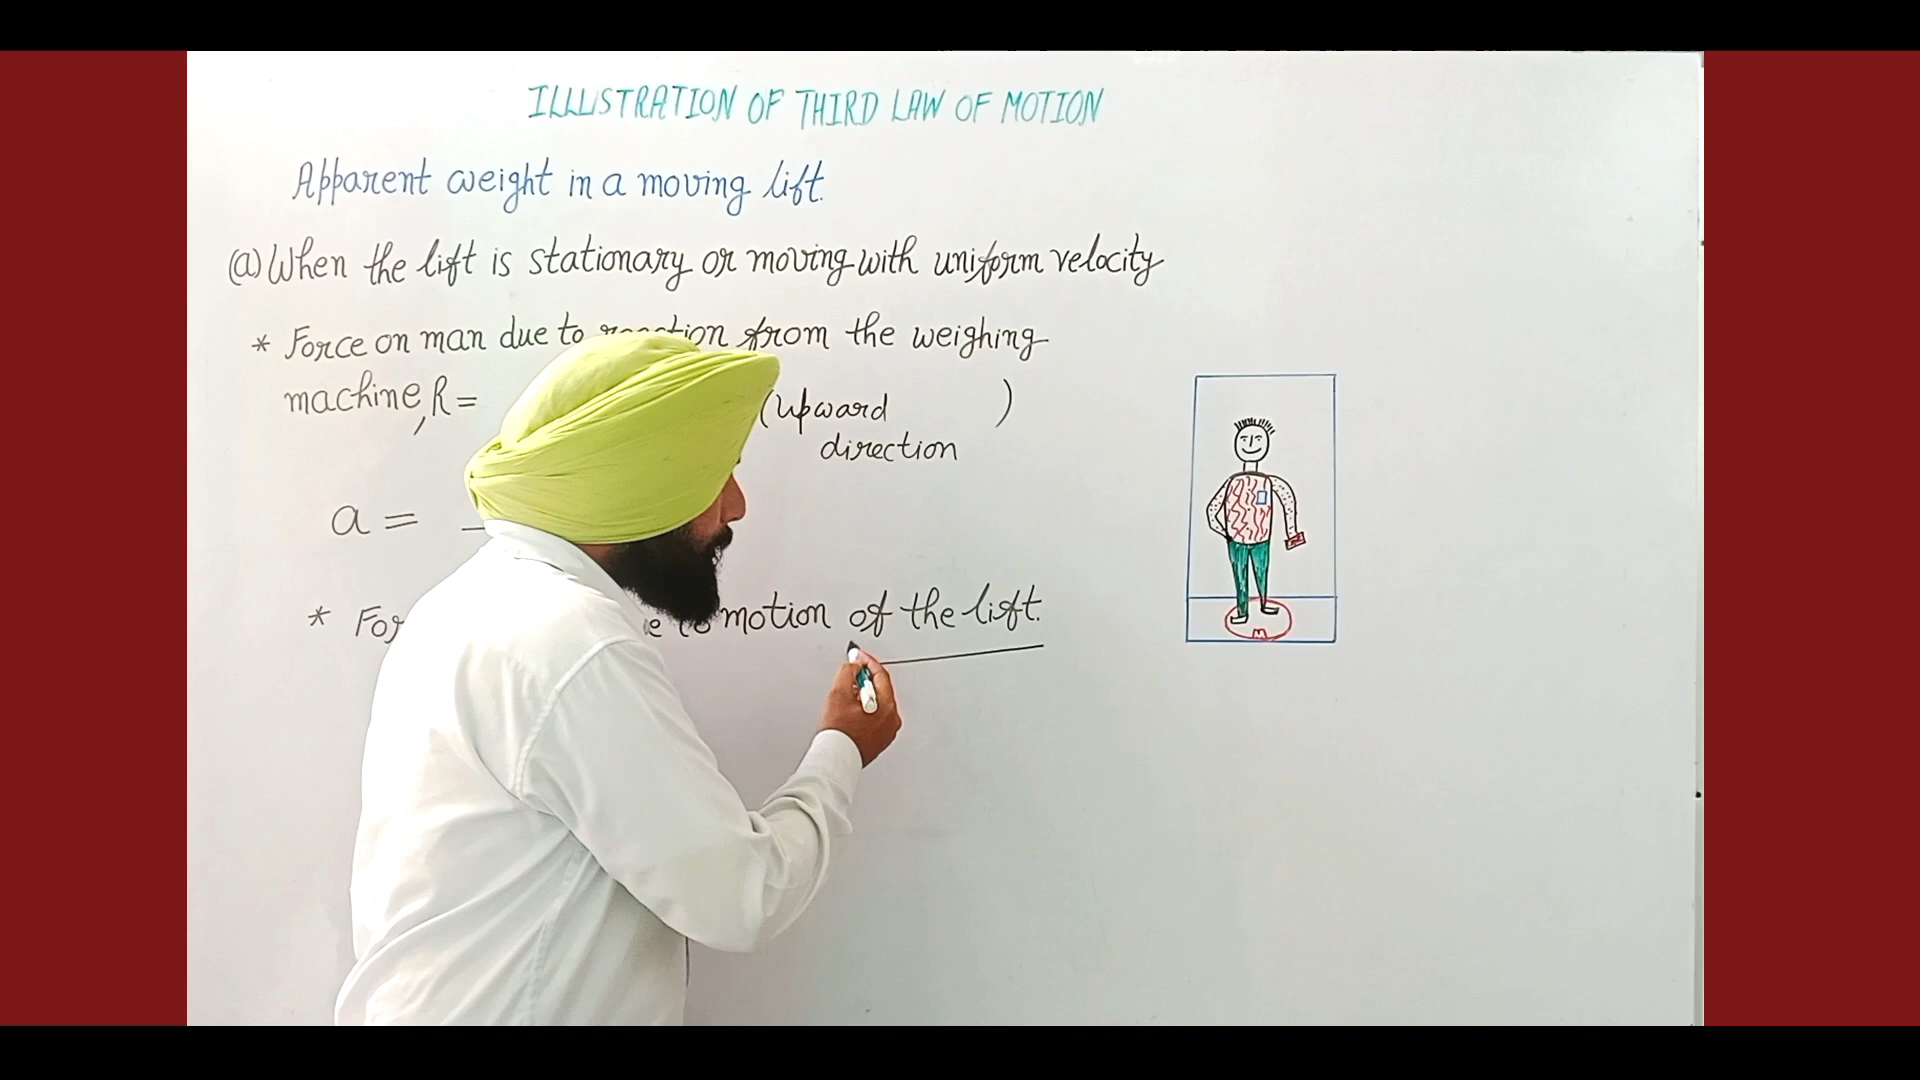 ILLUSTRATION OF THIRD LAW OF MOTION
Apparent weight in a moving lift.
(a) When the lift is stationary or moving with uniform velocity
* Force on man due to reaction from the weighing
machine, R = (upward )
direction
a =
* motion of the lift.
M